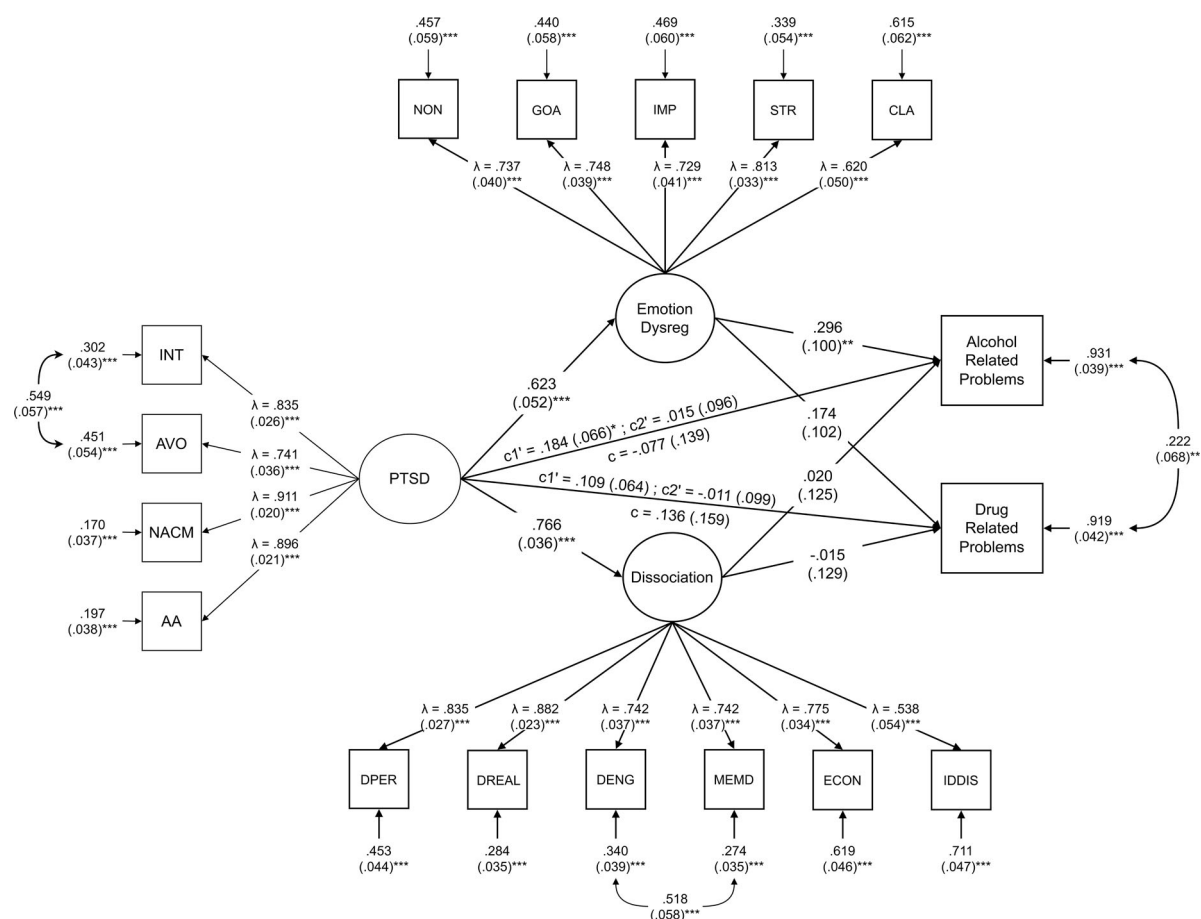 .457
(.059)***
.440
(.058)***
.469
(.060)***
.339
(.054)***
.615
(.062)***
NON
GOA
IMP
STR
CLA
λ = .737
(.040)***
λ = .748
(.039)***
λ = .729
(.041)***
λ = .813
(.033)***
λ = .620
(.050)***
Emotion
Dysreg
.302
(.043)***
INT
.549
(.057)***
.451
(.054)***
AVO
.170
(.037)***
NACM
.197
(.038)***
AA
λ = .835
(.026)***
λ = .741
(.036)***
λ = .911
(.020)***
λ = .896
(.021)***
PTSD
.623
(.052)***
.766
(.036)***
c1' = .184 (.066)* ; c2' = .015 (.096)
c = -.077 (.139)
c1' = .109 (.064) ; c2' = -.011 (.099)
c = .136 (.159)
.296
(.100)**
.174
(.102)
.020
(.125)
-.015
(.129)
Alcohol
Related
Problems
.931
(.039)***
.222
(.068)**
Drug
Related
Problems
.919
(.042)***
Dissociation
λ = .835
(.027)***
λ = .882
(.023)***
λ = .742
(.037)***
λ = .742
(.037)***
λ = .775
(.034)***
λ = .538
(.054)***
DPER
DREAL
DENG
MEMD
ECON
IDDIS
.453
(.044)***
.284
(.035)***
.340
(.039)***
.274
(.035)***
.619
(.046)***
.711
(.047)***
.518
(.058)***